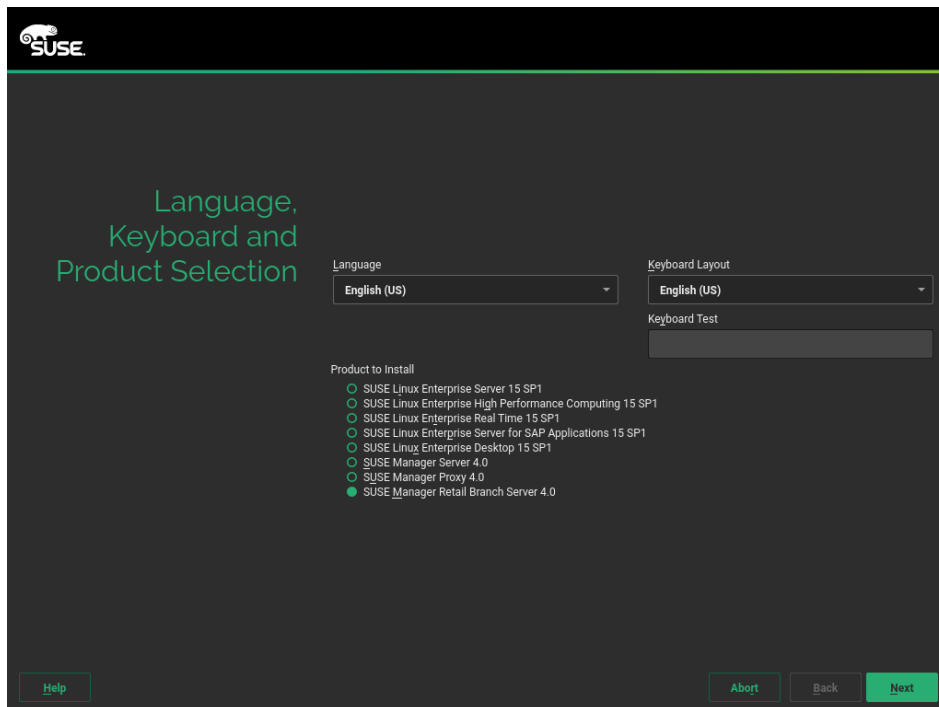 SUSE.
Language,
Keyboard and
Product Selection
Language
English (US)
Keyboard Layout
English (US)
Keyboard Test
Product to Install
SUSE Linux Enterprise Server 15 SP1
SUSE Linux Enterprise High Performance Computing 15 SP1
SUSE Linux Enterprise Real Time 15 SP1
SUSE Linux Enterprise Server for SAP Applications 15 SP1
SUSE Linux Enterprise Desktop 15 SP1
SUSE Manager Server 4.0
SUSE Manager Proxy 4.0
SUSE Manager Retail Branch Server 4.0
Help
Abort
Back
Next